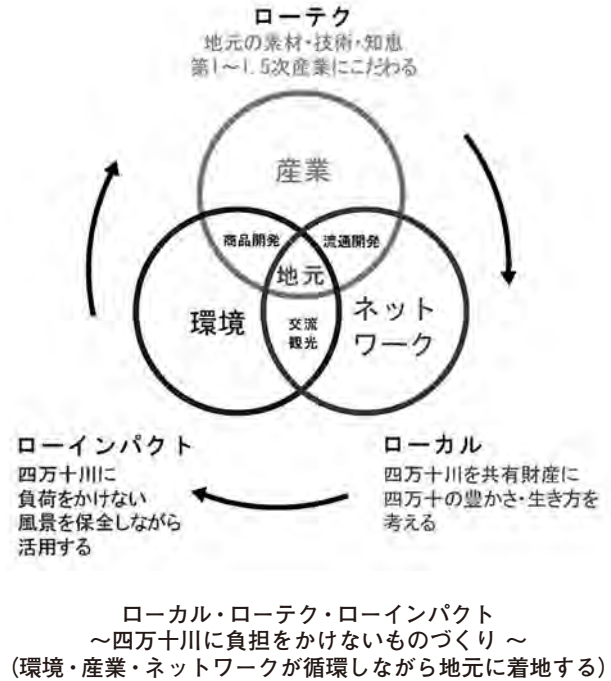 ローテク
地元の素材・技術・知恵
第1〜1.5次産業にこだわる
産業
商品開発
流通開発
地元
環境
交流
観光
ネット
ワーク
ローインパクト
四万十川に
負荷をかけない
風景を保全しながら
活用する
ローカル
四万十川を共有財産に
四万十の豊かさ・生き方を
考える
ローカル・ローテク・ローインパクト
〜四万十川に負担をかけないものづくり 〜
(環境・産業・ネットワークが循環しながら地元に着地する)